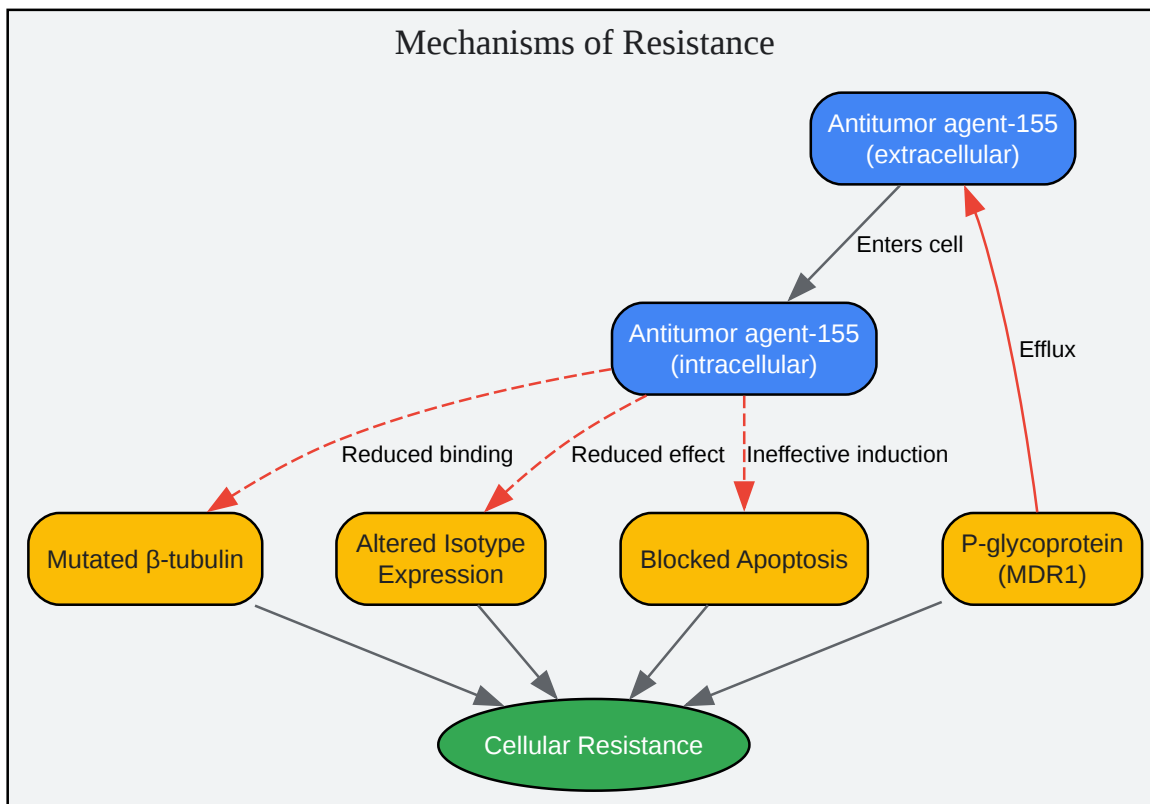 Mechanisms of Resistance
Antitumor agent-155
(extracellular)
Enters cell
Antitumor agent-155
(intracellular)
Efflux
Reduced binding
Reduced effect
Ineffective induction
Mutated β-tubulin
Altered Isotype
Expression
Blocked Apoptosis
P-glycoprotein
(MDR1)
Cellular Resistance